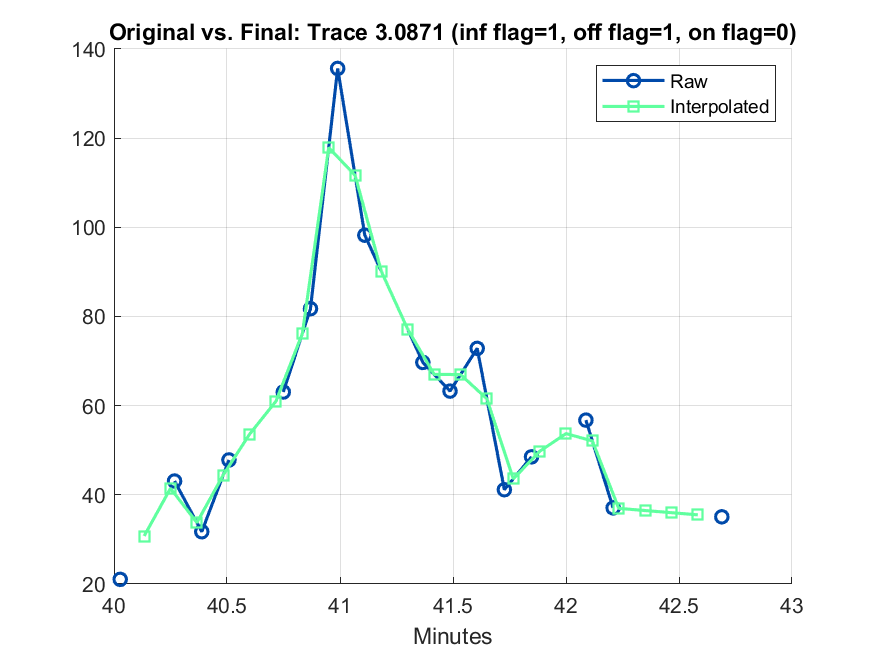 Original vs. Final: Trace 3.0871 (inf flag=1, off flag=1, on flag=0)
140
120
100
80
60
40
20
Raw
Interpolated
40 40.5 41 41.5 42 42.5 43
Minutes